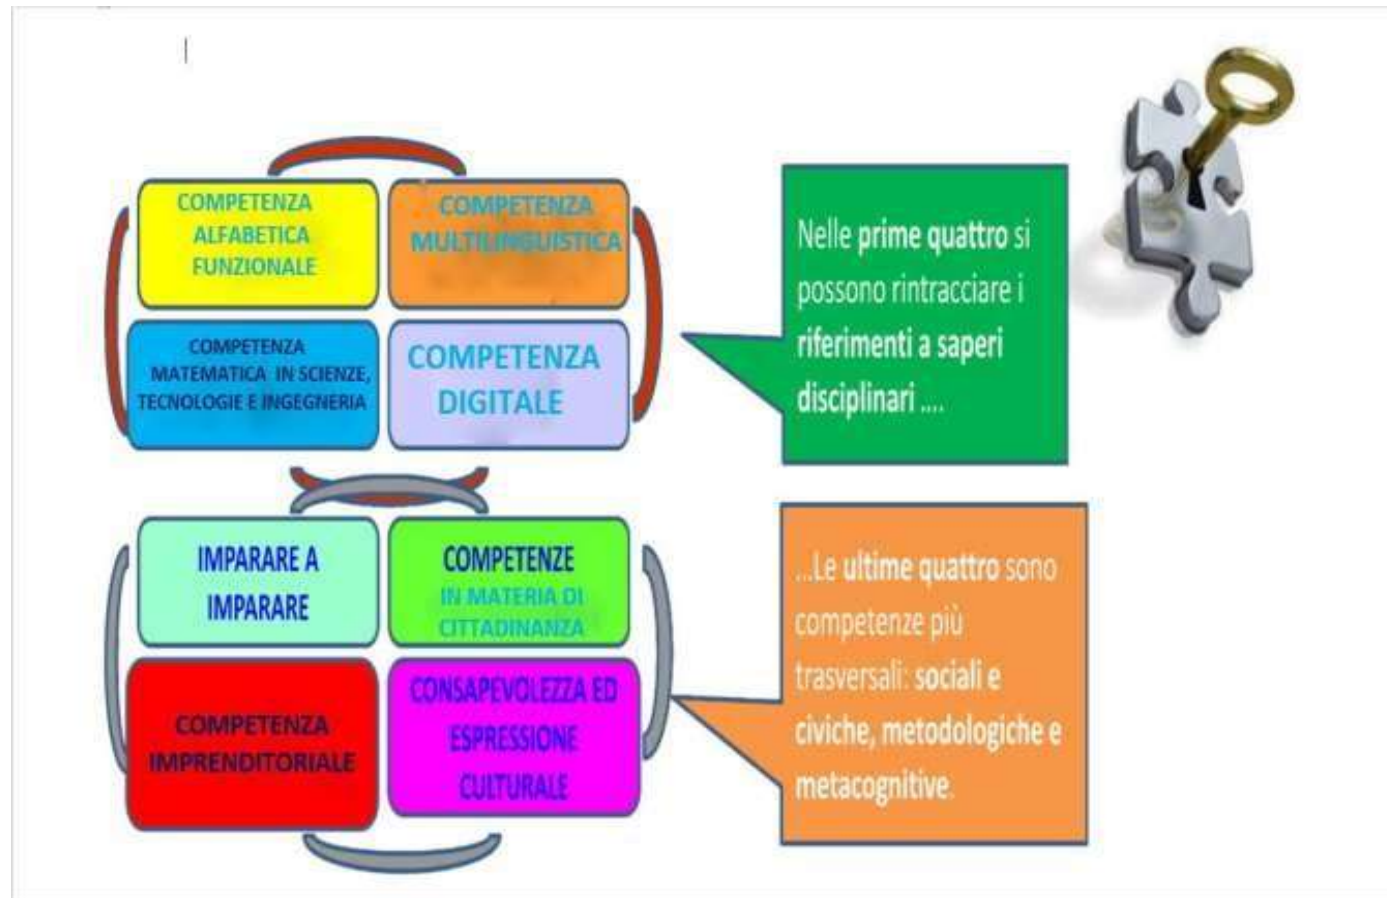 COMPETENZA
ALFABETICA
FUNZIONALE
COMPETENZA
MULTILINGUISTICA
COMPETENZA
MATEMATICA IN SCIENZE,
TECNOLOGIE E INGEGNERIA
COMPETENZA
DIGITALE
Nelle prime quattro si
possono rintracciare i
riferimenti a saperi
disciplinari ....
IMPARARE A
IMPARARE
COMPETENZE
IN MATERIA DI
CITTADINANZA
COMPETENZA
IMPRENDITORIALE
CONSAPEVOLEZZA ED
ESPRESSIONE
CULTURALE
...Le ultime quattro sono
competenze più
trasversali: sociali e
civiche, metodologiche e
metacognitive.